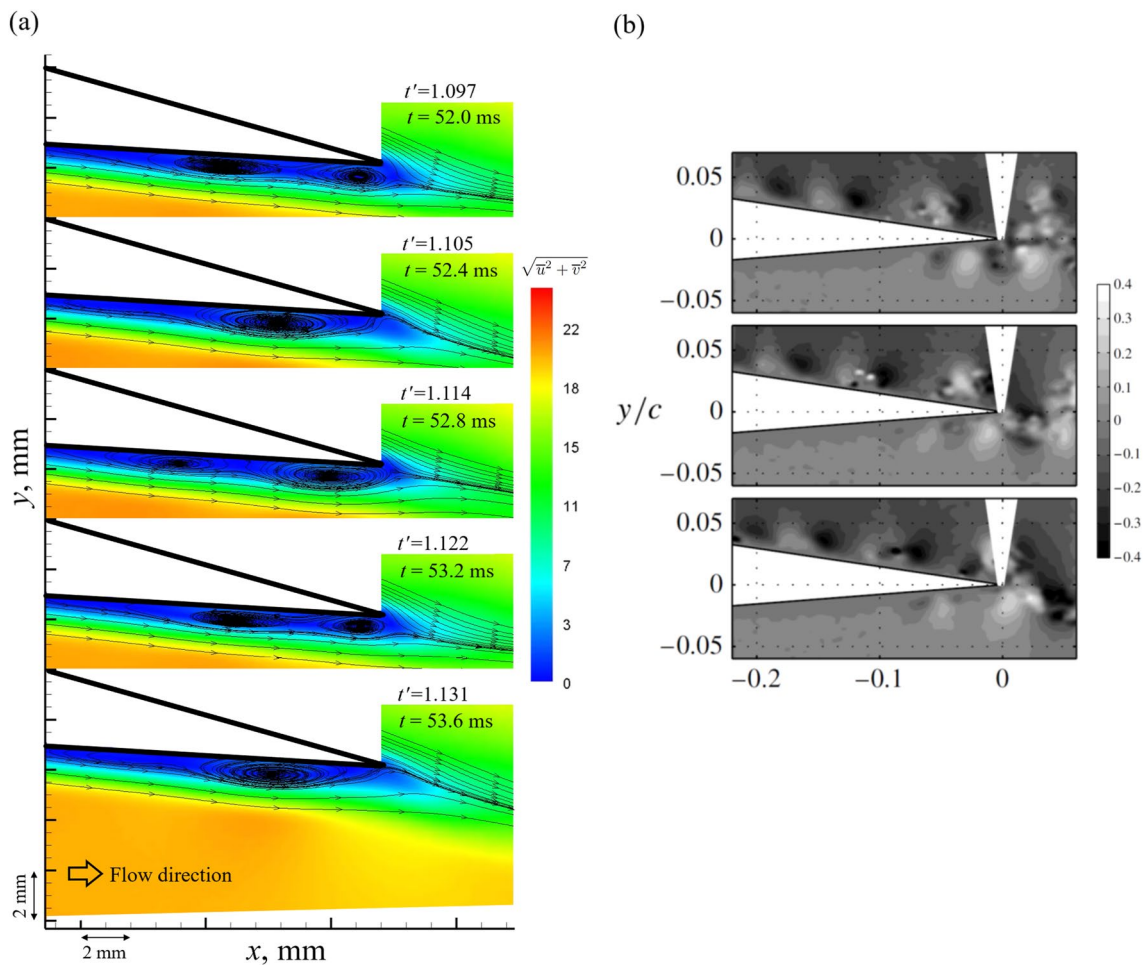 (a)
(b)
t′=1.097
t = 52.0 ms
t′=1.105
t = 52.4 ms
√u̅² + v̅²
t′=1.114
t = 52.8 ms
t′=1.122
t = 53.2 ms
t′=1.131
t = 53.6 ms
22
18
15
11
7
3
0
y, mm
Flow direction
2 mm
2 mm
x, mm
0.05
0
−0.05
0.05
0
−0.05
0.05
0
−0.05
y/c
−0.2
−0.1
0
0.4
0.3
0.2
0.1
0
-0.1
-0.2
-0.3
-0.4